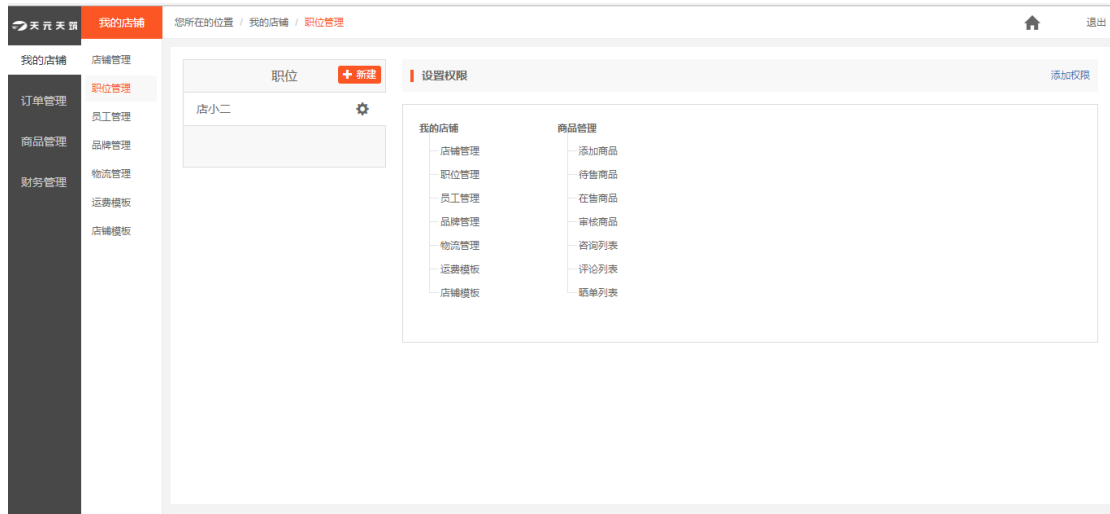 天元天筑
我的店铺
您所在的位置 / 我的店铺 / 职位管理
退出
我的店铺
订单管理
商品管理
财务管理
店铺管理
职位管理
员工管理
品牌管理
物流管理
运费模板
店铺模板
职位
新建
店小二
设置权限
添加权限
我的店铺
店铺管理
职位管理
员工管理
品牌管理
物流管理
运费模板
店铺模板
商品管理
添加商品
待售商品
在售商品
审核商品
咨询列表
评论列表
晒单列表